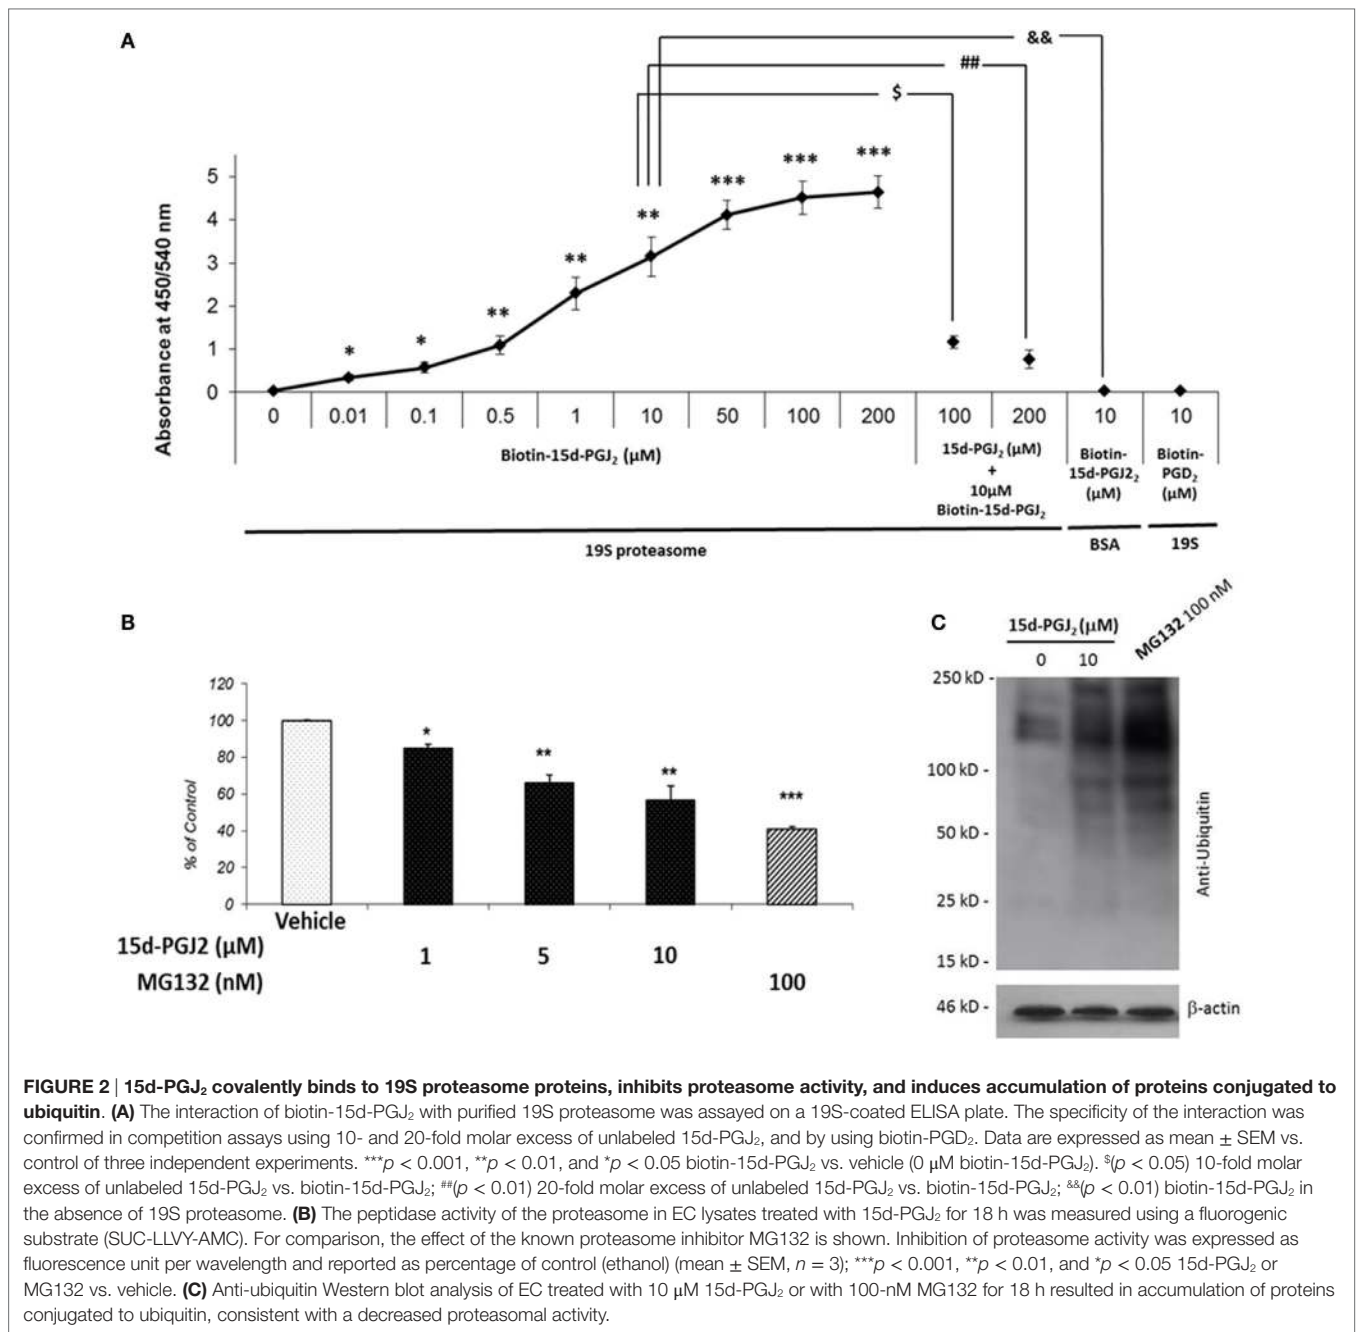 A
&&
##
$
Absorbance at 450/540 nm
5
4
3
2
1
0
*
*
**
**
**
***
***
***
0 0.01 0.1 0.5 1 10 50 100 200 100 200 10 10
Biotin-15d-PGJ₂ (μM)
15d-PGJ₂ (μM)
+
10μM
Biotin-15d-PGJ₂
Biotin-
15d-PGJ2₂
(μM)
Biotin-
PGD₂
(μM)
19S proteasome
BSA
19S
B
% of Control
120
100
80
60
40
20
0
*
**
**
***
Vehicle
15d-PGJ2 (μM) 1 5 10
MG132 (nM) 100
C
15d-PGJ₂(μM)
0 10
MG132 100 nM
250 kD -
100 kD -
50 kD -
25 kD -
15 kD -
Anti-Ubiquitin
46 kD -
β-actin
FIGURE 2 | 15d-PGJ₂ covalently binds to 19S proteasome proteins, inhibits proteasome activity, and induces accumulation of proteins conjugated to
ubiquitin. (A) The interaction of biotin-15d-PGJ₂ with purified 19S proteasome was assayed on a 19S-coated ELISA plate. The specificity of the interaction was
confirmed in competition assays using 10- and 20-fold molar excess of unlabeled 15d-PGJ₂, and by using biotin-PGD₂. Data are expressed as mean ± SEM vs.
control of three independent experiments. ***p < 0.001, **p < 0.01, and *p < 0.05 biotin-15d-PGJ₂ vs. vehicle (0 μM biotin-15d-PGJ₂). $(p < 0.05) 10-fold molar
excess of unlabeled 15d-PGJ₂ vs. biotin-15d-PGJ₂; ##(p < 0.01) 20-fold molar excess of unlabeled 15d-PGJ₂ vs. biotin-15d-PGJ₂; &&(p < 0.01) biotin-15d-PGJ₂ in
the absence of 19S proteasome. (B) The peptidase activity of the proteasome in EC lysates treated with 15d-PGJ₂ for 18 h was measured using a fluorogenic
substrate (SUC-LLVY-AMC). For comparison, the effect of the known proteasome inhibitor MG132 is shown. Inhibition of proteasome activity was expressed as
fluorescence unit per wavelength and reported as percentage of control (ethanol) (mean ± SEM, n = 3); ***p < 0.001, **p < 0.01, and *p < 0.05 15d-PGJ₂ or
MG132 vs. vehicle. (C) Anti-ubiquitin Western blot analysis of EC treated with 10 μM 15d-PGJ₂ or with 100-nM MG132 for 18 h resulted in accumulation of proteins
conjugated to ubiquitin, consistent with a decreased proteasomal activity.